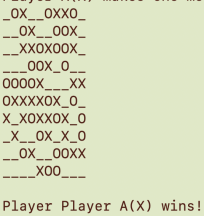 _OX__OXXO_
__OX__OOX_
__XXOXOOX_
___OOX_O__
OOOOX___XX
OXXXXOX_O_
X_XOXXOX_O
_X__OX_X_O
__OX__OOXX
____XOO___
Player Player A(X) wins!